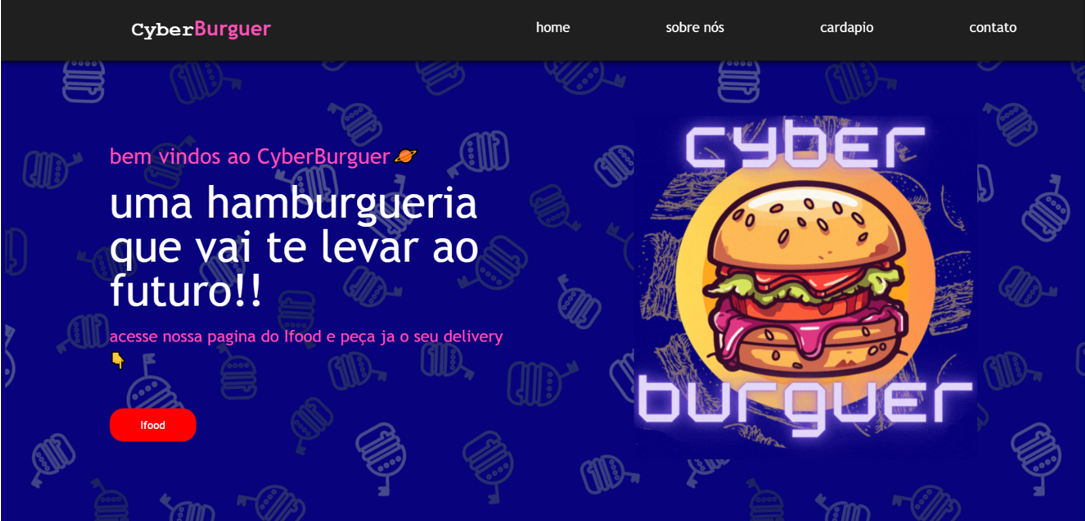 CyberBurguer
home
sobre nós
cardapio
contato
bem vindos ao CyberBurguer 🪐
uma hamburgueria
que vai te levar ao
futuro!!
acesse nossa pagina do Ifood e peça ja o seu delivery
👇
Ifood
cyber
burguer